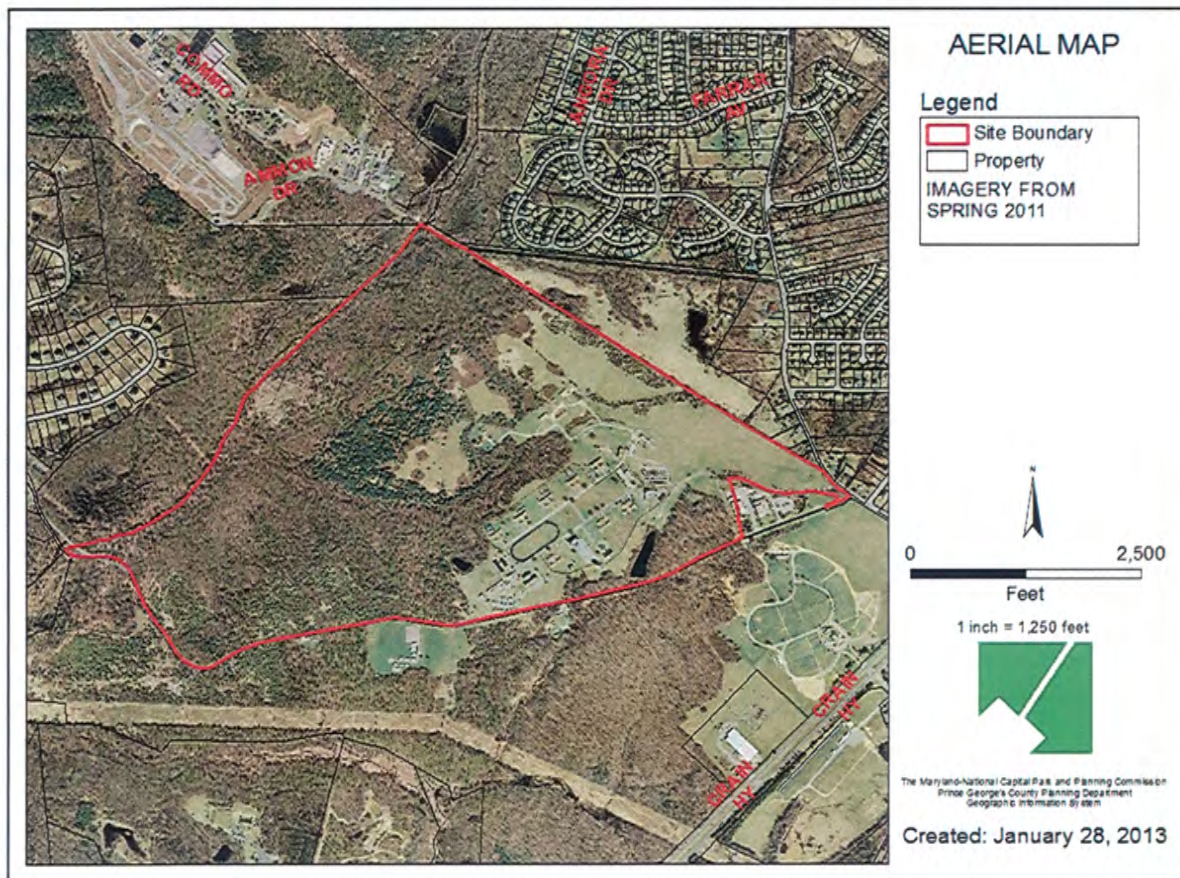 AERIAL MAP
Legend
Site Boundary
Property
IMAGERY FROM
SPRING 2011
COMMO
RD
AMMON
DR
ANGORA
DR
FARRAR
AV
CRAIN
HY
CRAIN
HY
N
0 2,500
Feet
1 inch = 1,250 feet
The Maryland-National Capital Park and Planning Commission
Prince George's County Planning Department
Geographic Information System
Created: January 28, 2013